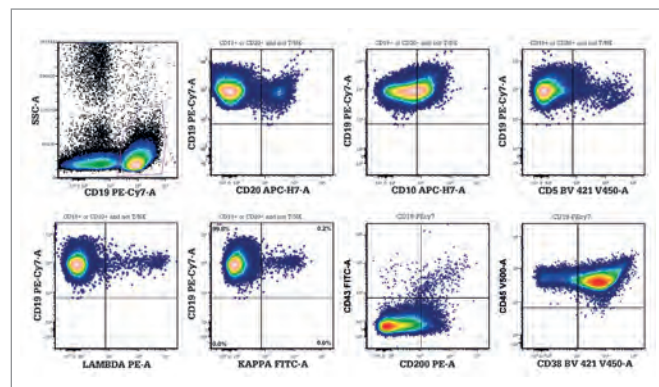 SSC-A
CD19 PE-Cy7-A
CD19+ or CD20+ and not T/NK
CD19 PE-Cy7-A
CD20 APC-H7-A
CD19+ or CD20+ and not T/NK
CD19 PE-Cy7-A
CD10 APC-H7-A
CD19+ or CD20+ and not T/NK
CD19 PE-Cy7-A
CD5 BV 421 V450-A
CD19+ or CD20+ and not T/NK
CD19 PE-Cy7-A
LAMBDA PE-A
CD19+ or CD20+ and not T/NK
99.8%
0.2%
0.0%
0.0%
CD19 PE-Cy7-A
KAPPA FITC-A
CD19-PEcy7
CD43 FITC-A
CD200 PE-A
CD19-PEcy7
CD45 V500-A
CD38 BV 421 V450-A